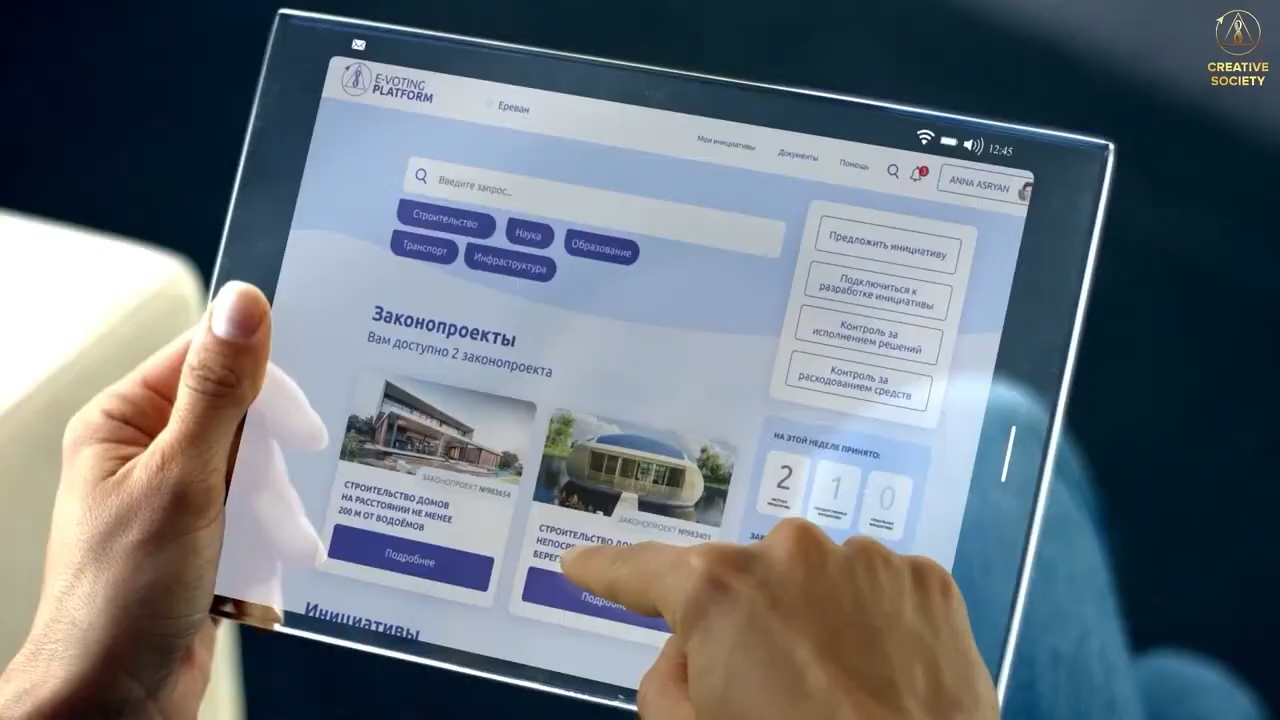 CREATIVE
SOCIETY
E-VOTING
PLATFORM
Ереван
Мои инициативы
Документы
Помощь
3
12:45
ANNA ASRYAN
Введите запрос...
Строительство
Наука
Образование
Транспорт
Инфраструктура
Предложить инициативу
Подключиться к
разработке инициативы
Контроль за
исполнением решений
Контроль за
расходованием средств
Законопроекты
Вам доступно 2 законопроекта
ЗАКОНОПРОЕКТ №983654
СТРОИТЕЛЬСТВО ДОМОВ
НА РАССТОЯНИИ НЕ МЕНЕЕ
200 М ОТ ВОДОЁМОВ
Подробнее
ЗАКОНОПРОЕКТ №983401
СТРОИТЕЛЬСТВО
НА ЭТОЙ НЕДЕЛЕ ПРИНЯТО:
2 1 0
Инициативы